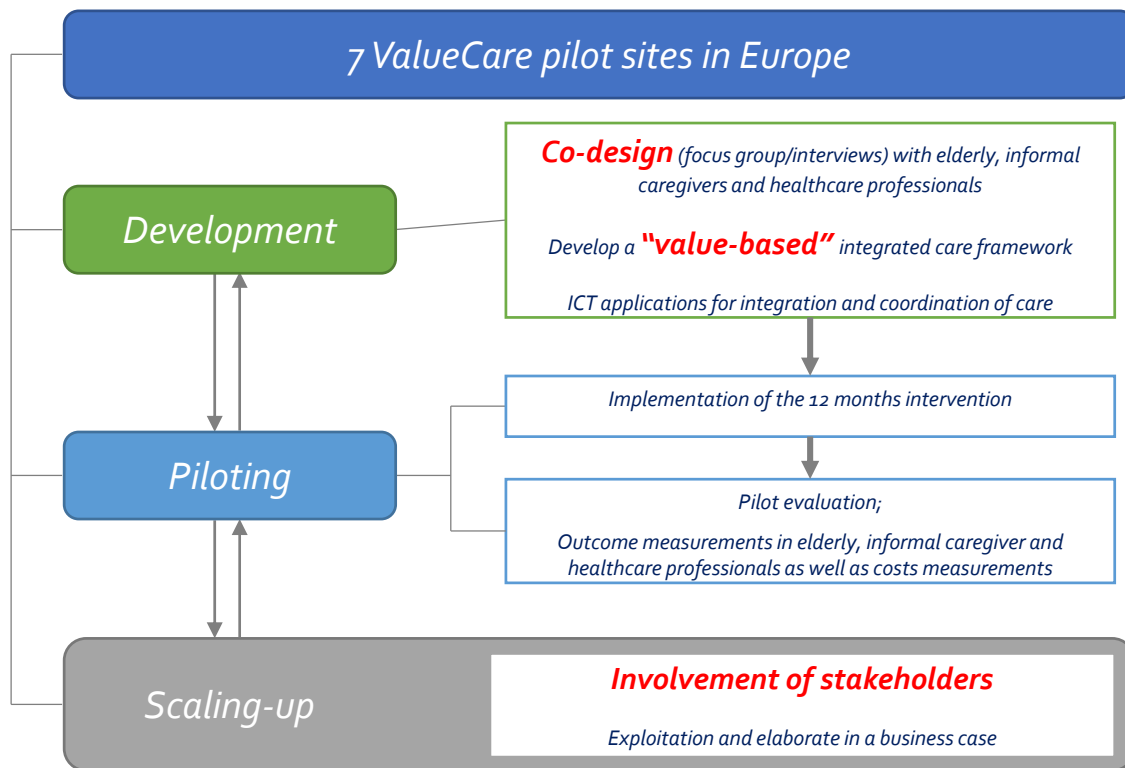 7 ValueCare pilot sites in Europe
Development
Co-design (focus group/interviews) with elderly, informal
caregivers and healthcare professionals
Develop a “value-based” integrated care framework
ICT applications for integration and coordination of care
Piloting
Implementation of the 12 months intervention
Pilot evaluation;
Outcome measurements in elderly, informal caregiver and
healthcare professionals as well as costs measurements
Scaling-up
Involvement of stakeholders
Exploitation and elaborate in a business case